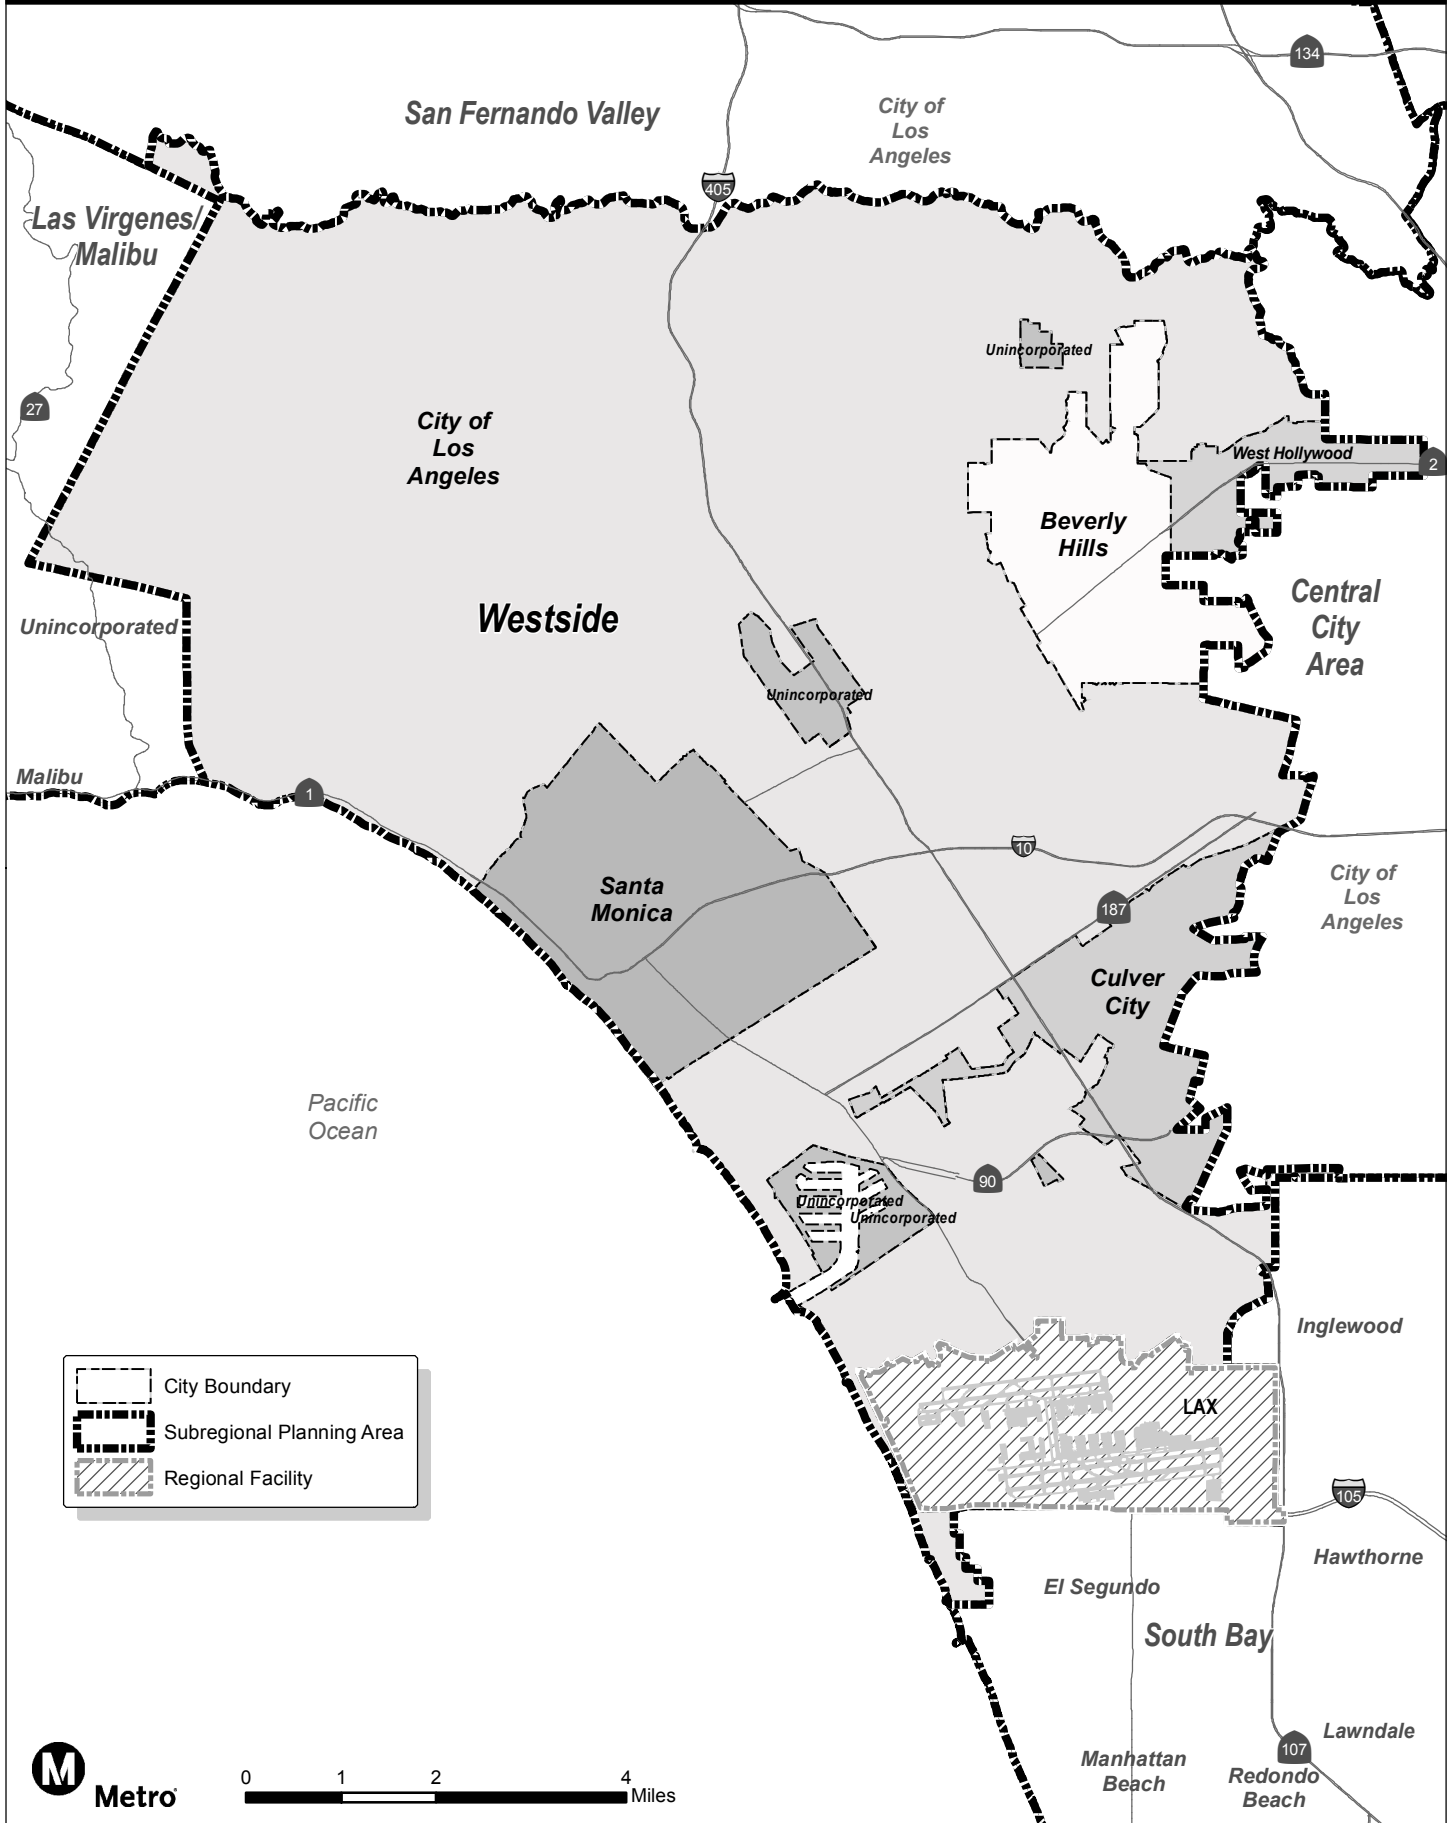 134
San Fernando Valley
City of
Los
Angeles
405
Las Virgenes/
Malibu
Unincorporated
27
City of
Los
Angeles
West Hollywood
2
Beverly
Hills
Westside
Central
City
Area
Unincorporated
Unincorporated
Malibu
1
10
Santa
Monica
City of
Los
Angeles
187
Culver
City
Pacific
Ocean
90
Unincorporated
Unincorporated
Inglewood
City Boundary
Subregional Planning Area
Regional Facility
LAX
105
Hawthorne
El Segundo
South Bay
Lawndale
107
Manhattan
Beach
Redondo
Beach
M
Metro
0 1 2 4
Miles